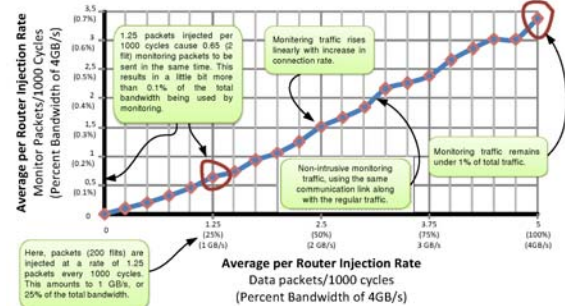 Average per Router Injection Rate
Monitor Packets/1000 Cycles
(Percent Bandwidth of 4GB/s)
3,5
(0.7%)
3
(0.6%)
2,5
(0.5%)
2
(0.4%)
1,5
(0.3%)
1
(0.2%)
0,5
(0.1%)
0
1.25 packets injected per
1000 cycles cause 0.65 (2
flit) monitoring packets to be
sent in the same time. This
results in a little bit more
than 0.1% of the total
bandwidth being used by
monitoring.
Monitoring traffic rises
linearly with increase in
connection rate.
Non-intrusive monitoring
traffic, using the same
communication link along
with the regular traffic.
Monitoring traffic remains
under 1% of total traffic.
0
1.25
(25%)
(1 GB/s)
2.5
(50%)
(2 GB/s)
3.75
(75%)
3 GB/s)
5
(100%)
(4GB/s)
Here, packets (200 flits) are
injected at a rate of 1.25
packets every 1000 cycles.
This amounts to 1 GB/s, or
25% of the total bandwidth.
Average per Router Injection Rate
Data packets/1000 cycles
(Percent Bandwidth of 4GB/s)